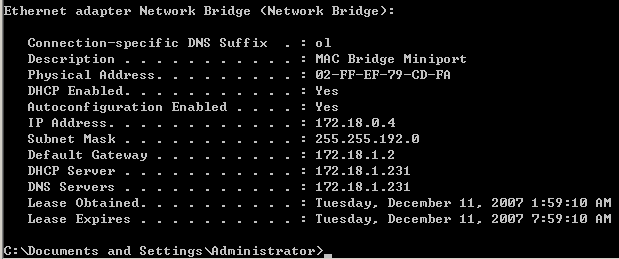 Ethernet adapter Network Bridge (Network Bridge):
Connection-specific DNS Suffix . : ol
Description . . . . . . . . . . . : MAC Bridge Miniport
Physical Address. . . . . . . . . : 02-FF-EF-79-CD-FA
DHCP Enabled. . . . . . . . . . . : Yes
Autoconfiguration Enabled . . . . : Yes
IP Address. . . . . . . . . . . . : 172.18.0.4
Subnet Mask . . . . . . . . . . . : 255.255.192.0
Default Gateway . . . . . . . . . : 172.18.1.2
DHCP Server . . . . . . . . . . . : 172.18.1.231
DNS Servers . . . . . . . . . . . : 172.18.1.231
Lease Obtained. . . . . . . . . . : Tuesday, December 11, 2007 1:59:10 AM
Lease Expires . . . . . . . . . . : Tuesday, December 11, 2007 7:59:10 AM
C:\Documents and Settings\Administrator>_